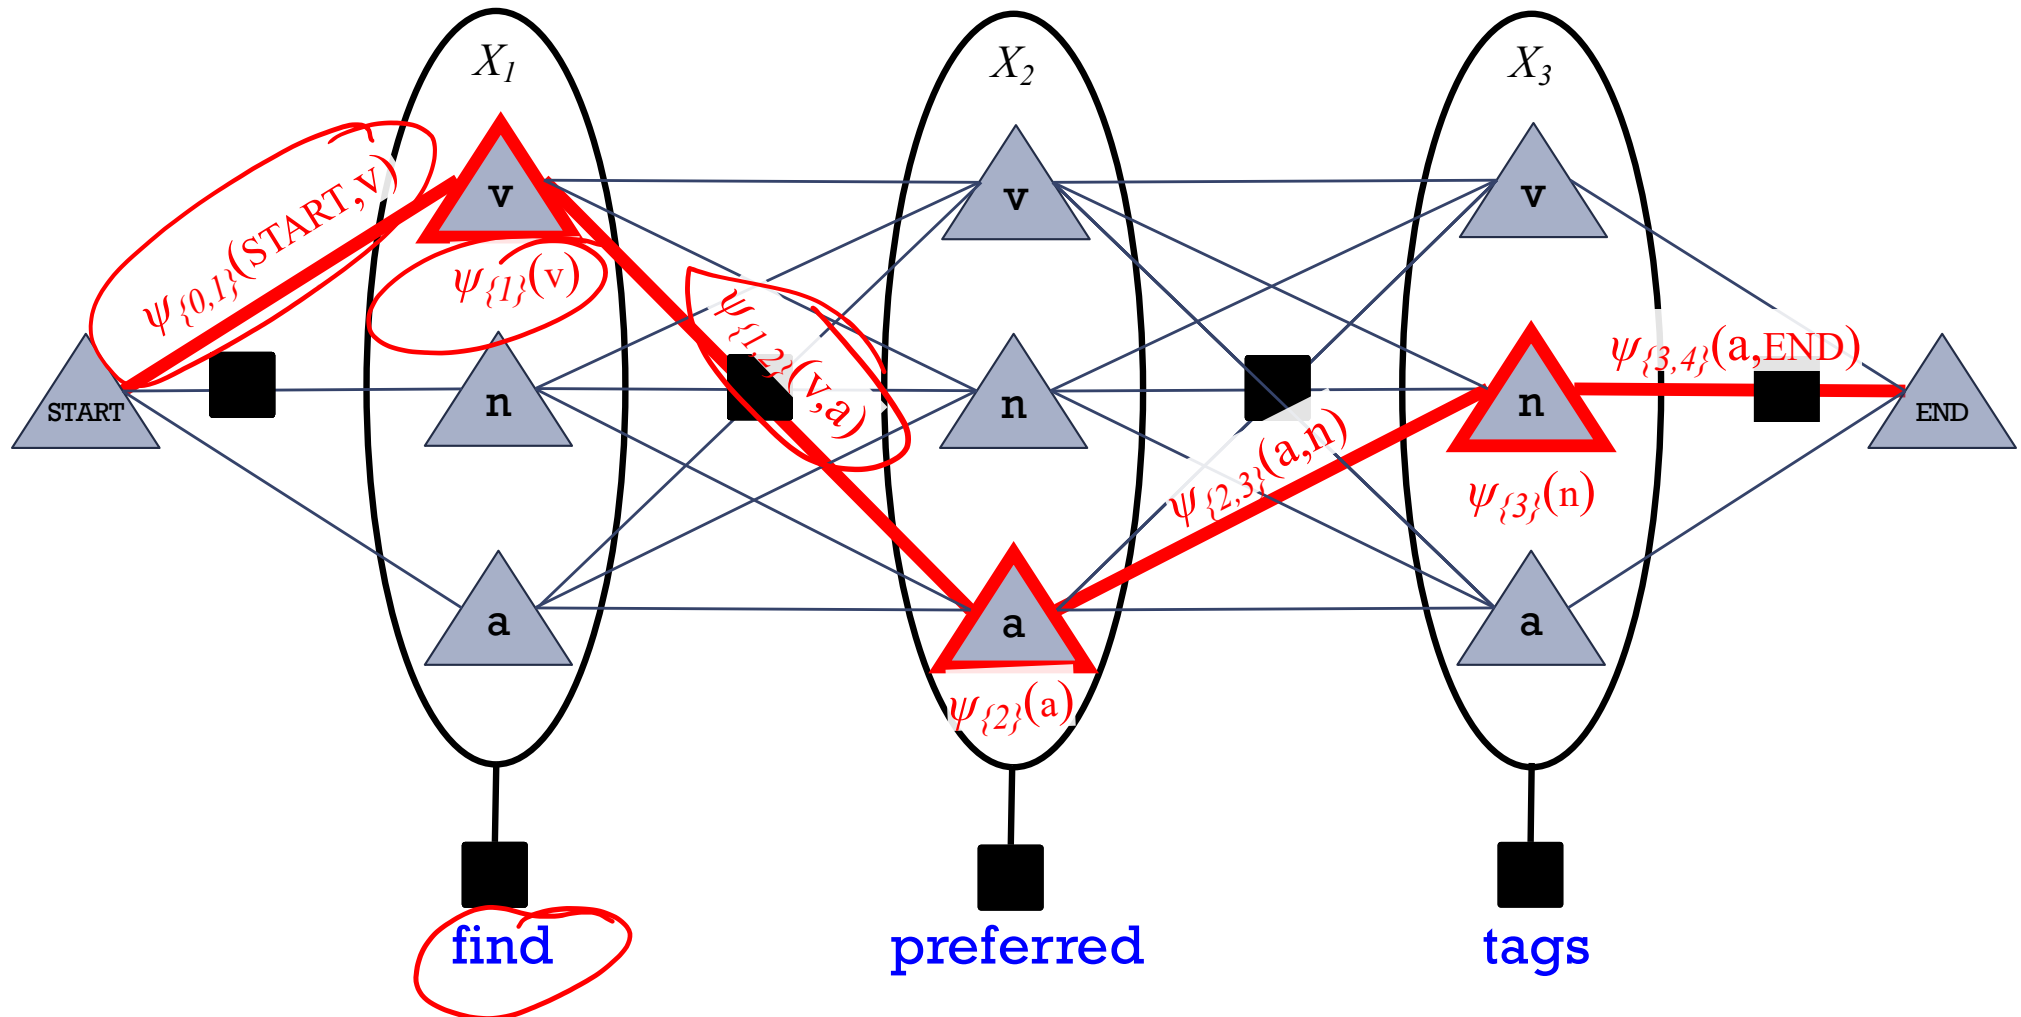 X1 X2 X3
ψ{0,1}(START,v)
v v v
ψ{1}(v)
ψ{1,2}(v,a)
ψ{3,4}(a,END)
START n n n END
ψ{2,3}(a,n)
ψ{3}(n)
a a a
ψ{2}(a)
find preferred tags